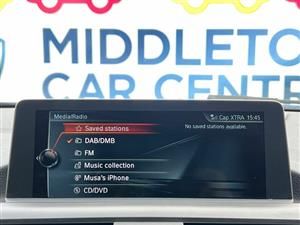 MIDDLETO
CAR CENTR
Media/Radio
Cap XTRA 15:45
Saved stations
No saved stations available.
DAB/DMB
FM
Music collection
Musa's iPhone
CD/DVD